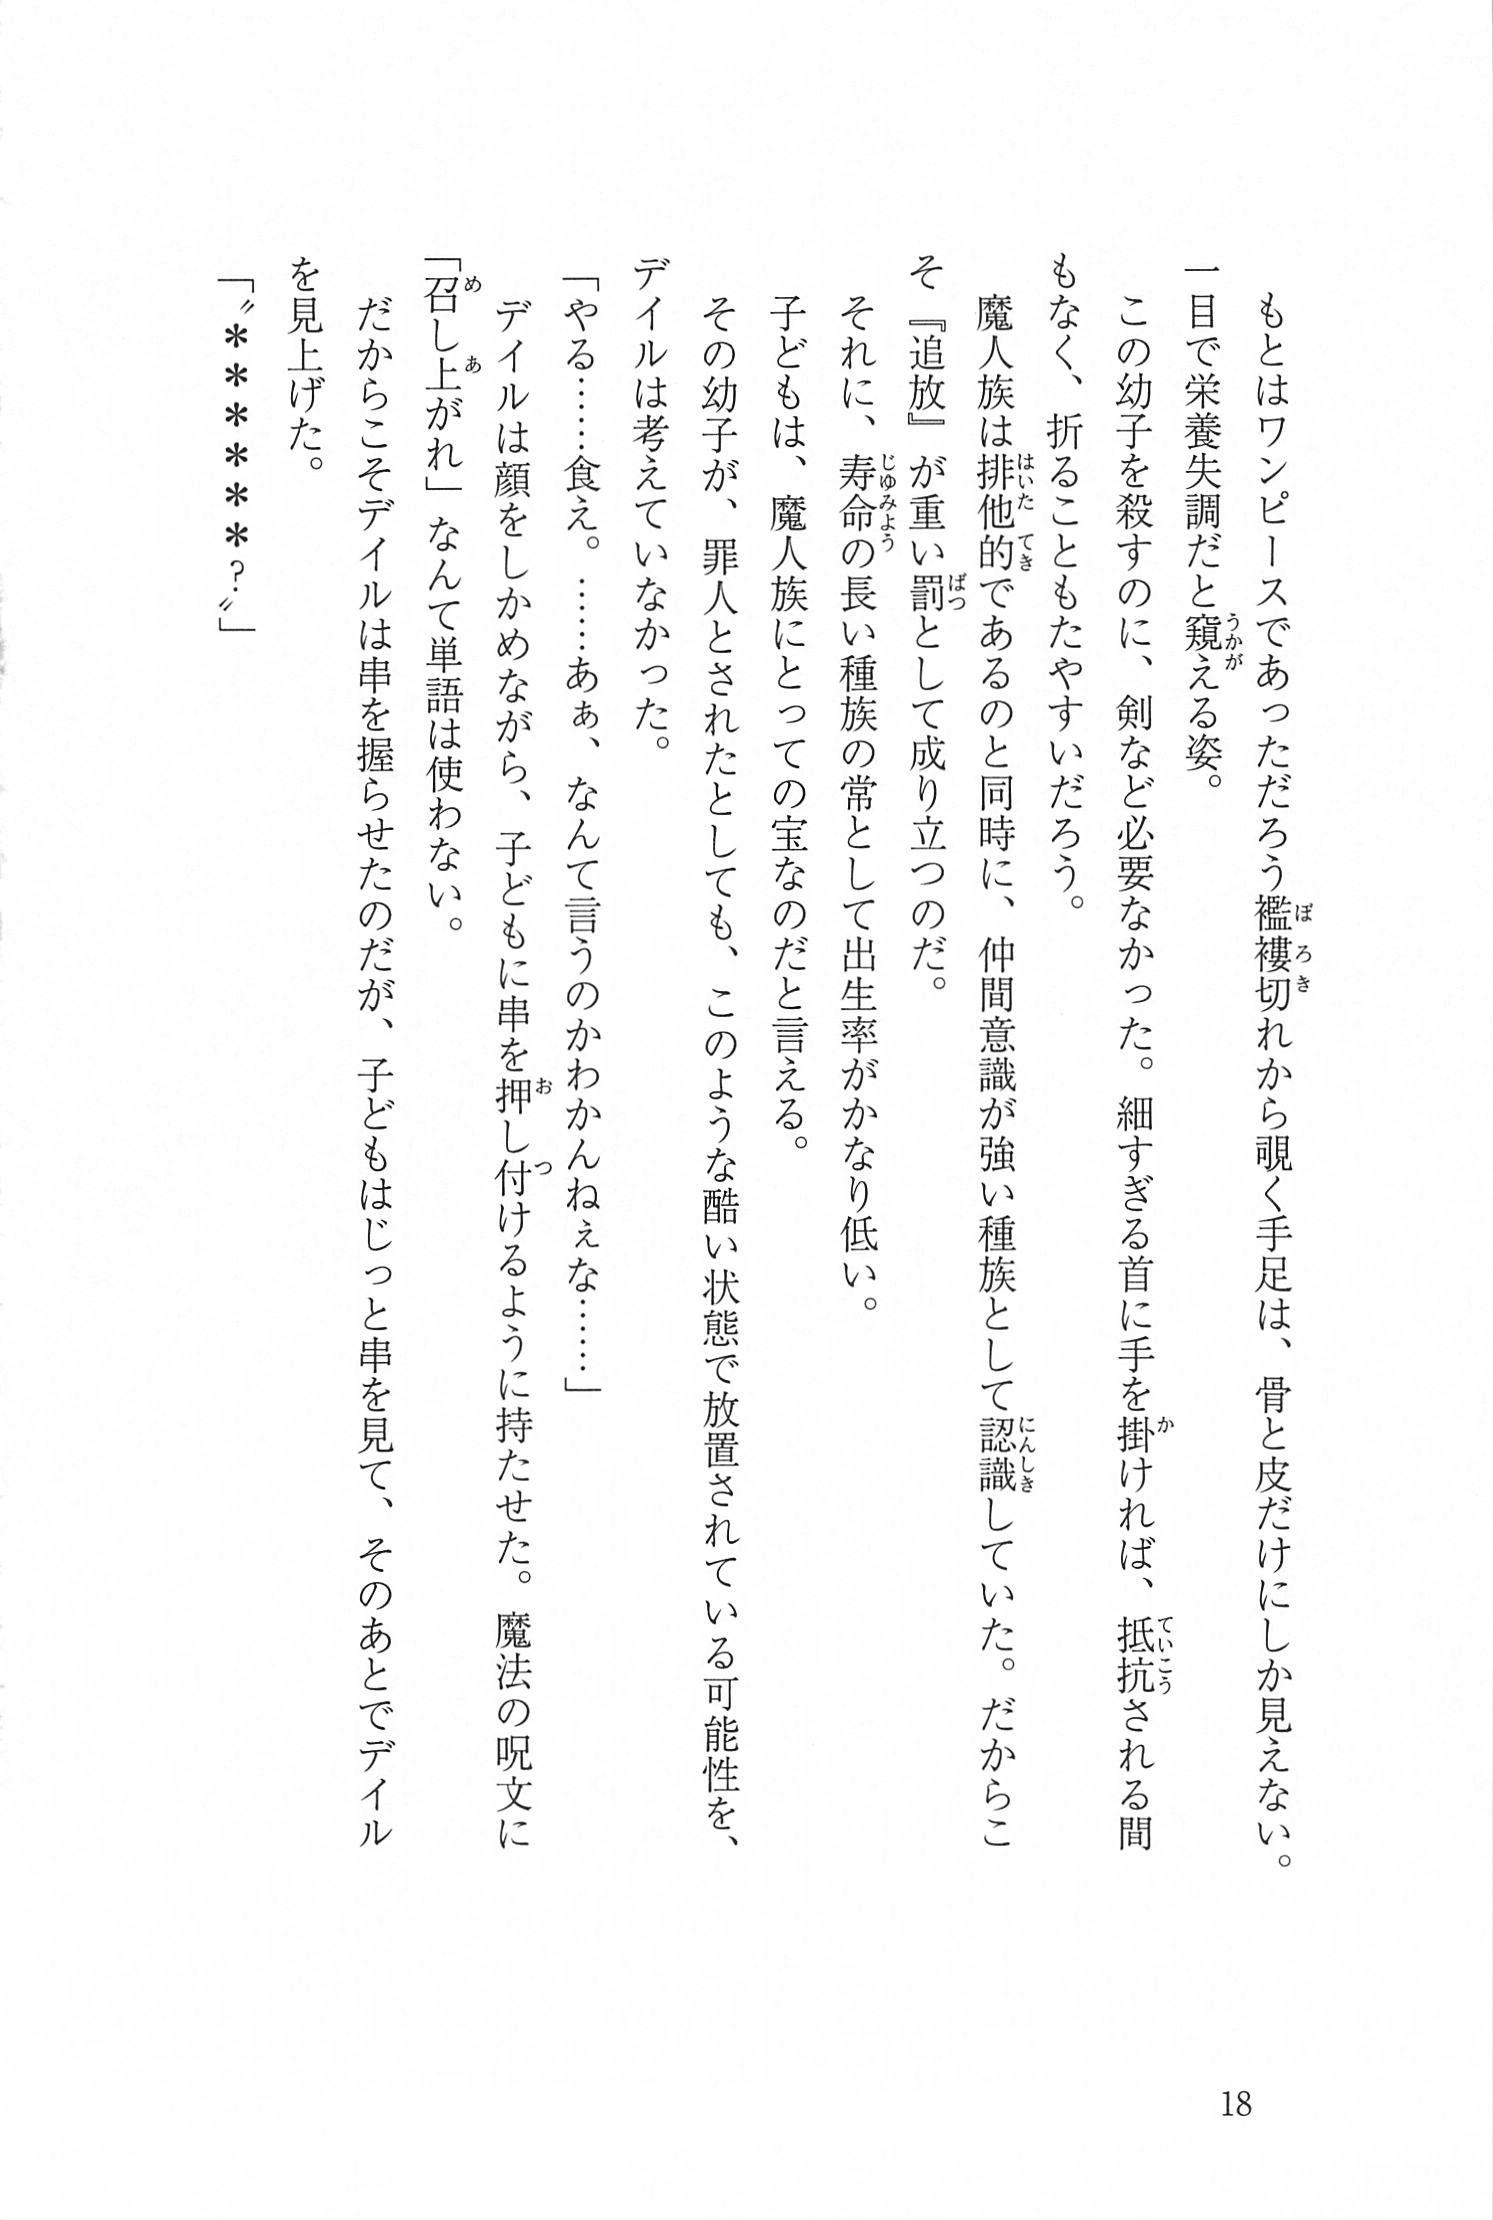 もとはワンピースであっただろう襤褸切れから覗く手足は、骨と皮だけにしか見えない。
一目で栄養失調だと窺える姿。
この幼子を殺すのに、剣など必要なかった。細すぎる首に手を掛ければ、抵抗される間
もなく、折ることもたやすいだろう。
魔人族は排他的であるのと同時に、仲間意識が強い種族として認識していた。だからこ
そ『追放』が重い罰として成り立つのだ。
それに、寿命の長い種族の常として出生率がかなり低い。
子どもは、魔人族にとっての宝なのだと言える。
その幼子が、罪人とされたとしても、このような酷い状態で放置されている可能性を、
デイルは考えていなかった。
「やる……食え。……あぁ、なんて言うのかわかんねぇな……」
デイルは顔をしかめながら、子どもに串を押し付けるように持たせた。魔法の呪文に
「召し上がれ」なんて単語は使わない。
だからこそデイルは串を握らせたのだが、子どもはじっと串を見て、そのあとでデイル
を見上げた。
「〝＊＊＊＊＊＊？〟」
18